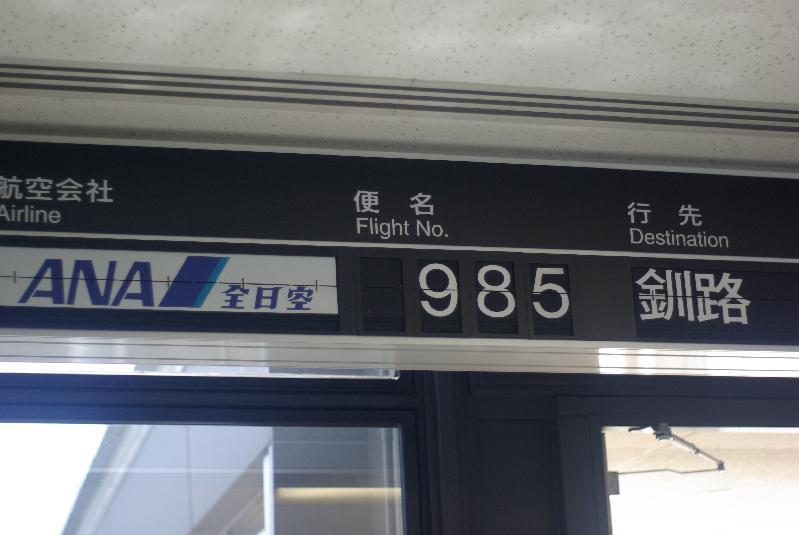 航空会社 便名 行先
Airline Flight No. Destination
ANA 全日空 985 釧路